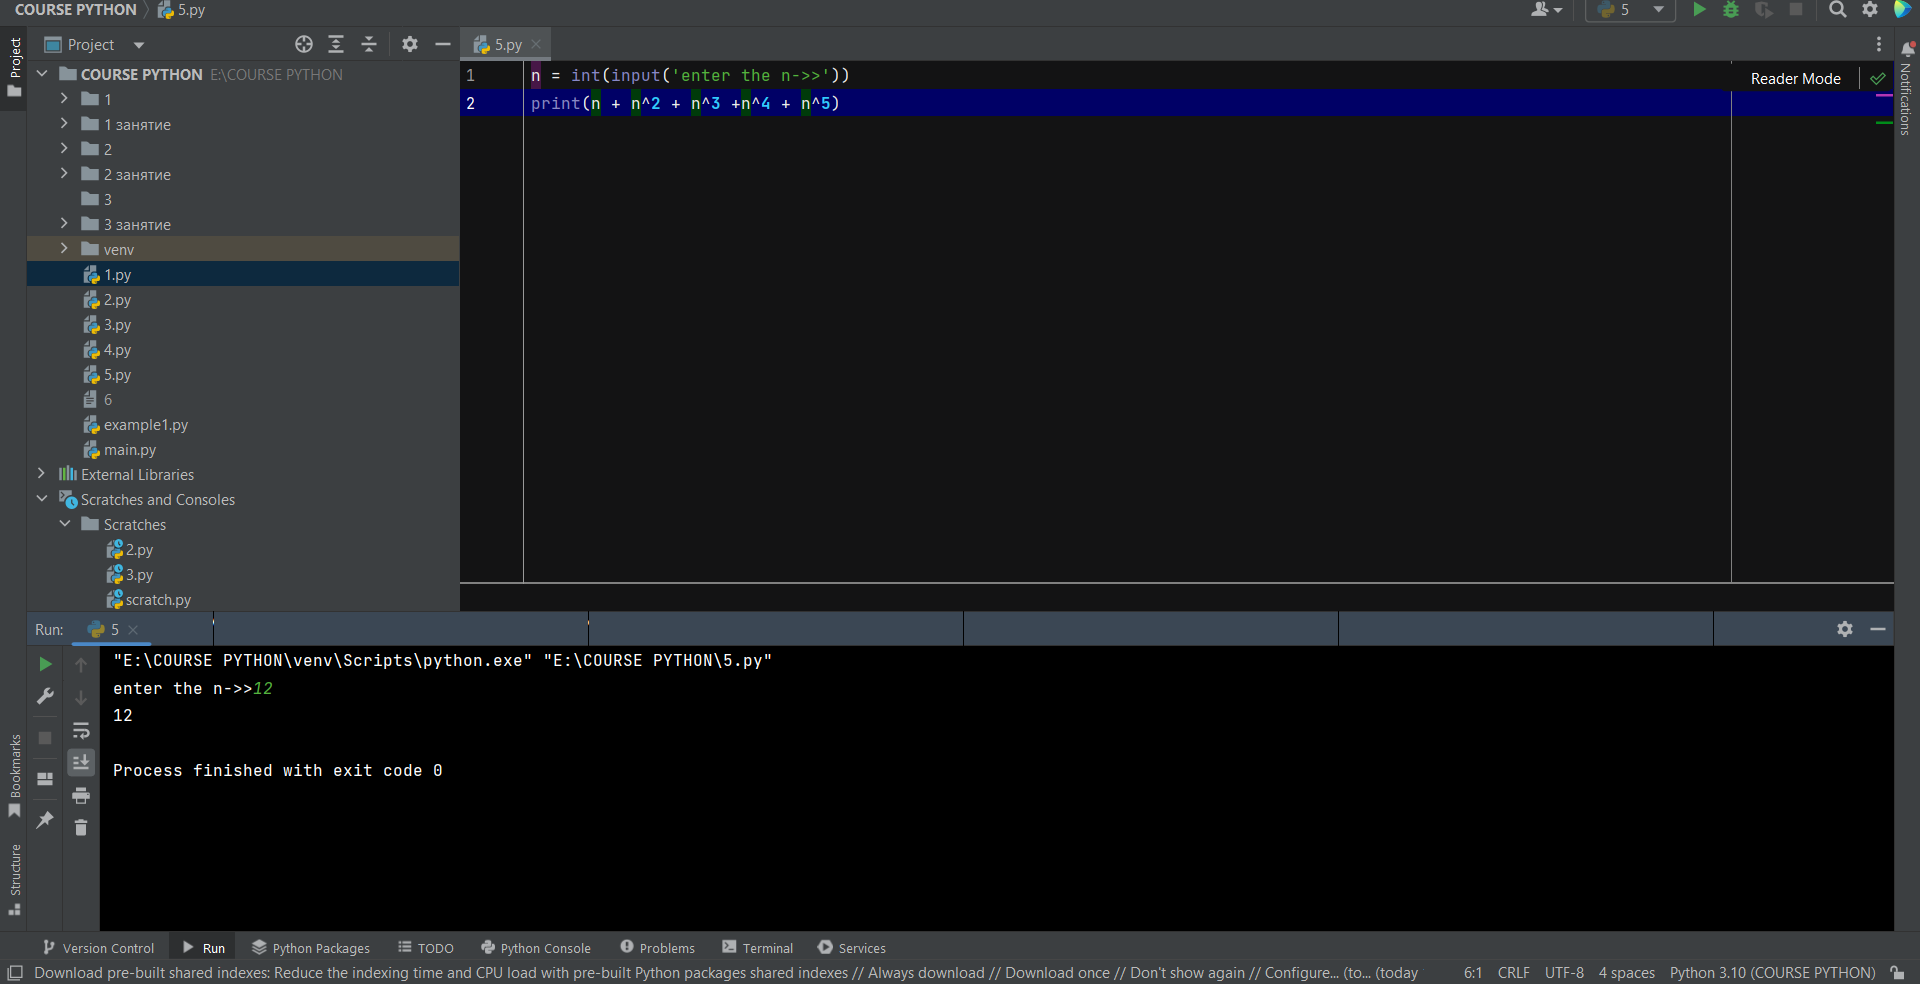 COURSE PYTHON 5.py
5
Project
Project
5.py
COURSE PYTHON E:\COURSE PYTHON
1
1 занятие
2
2 занятие
3
3 занятие
venv
1.py
2.py
3.py
4.py
5.py
6
example1.py
main.py
External Libraries
Scratches and Consoles
Scratches
2.py
3.py
scratch.py
1 n = int(input('enter the n->>'))
2 print(n + n^2 + n^3 +n^4 + n^5)
Reader Mode
Notifications
Run: 5
"E:\COURSE PYTHON\venv\Scripts\python.exe" "E:\COURSE PYTHON\5.py"
enter the n->>12
12
Process finished with exit code 0
Bookmarks
Structure
Version Control Run Python Packages TODO Python Console Problems Terminal Services
Download pre-built shared indexes: Reduce the indexing time and CPU load with pre-built Python packages shared indexes // Always download // Download once // Don't show again // Configure... (to... (today 6:1 CRLF UTF-8 4 spaces Python 3.10 (COURSE PYTHON)